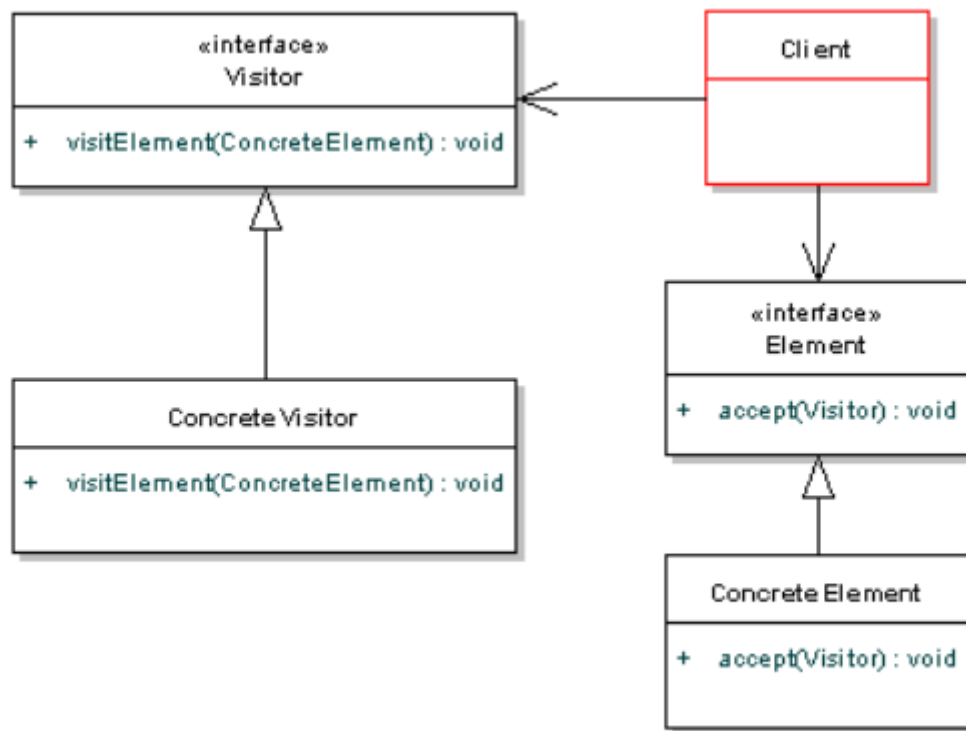 «interface»
Visitor
+ visitElement(ConcreteElement) : void
Client
«interface»
Element
+ accept(Visitor) : void
Concrete Visitor
+ visitElement(ConcreteElement) : void
Concrete Element
+ accept(Visitor) : void